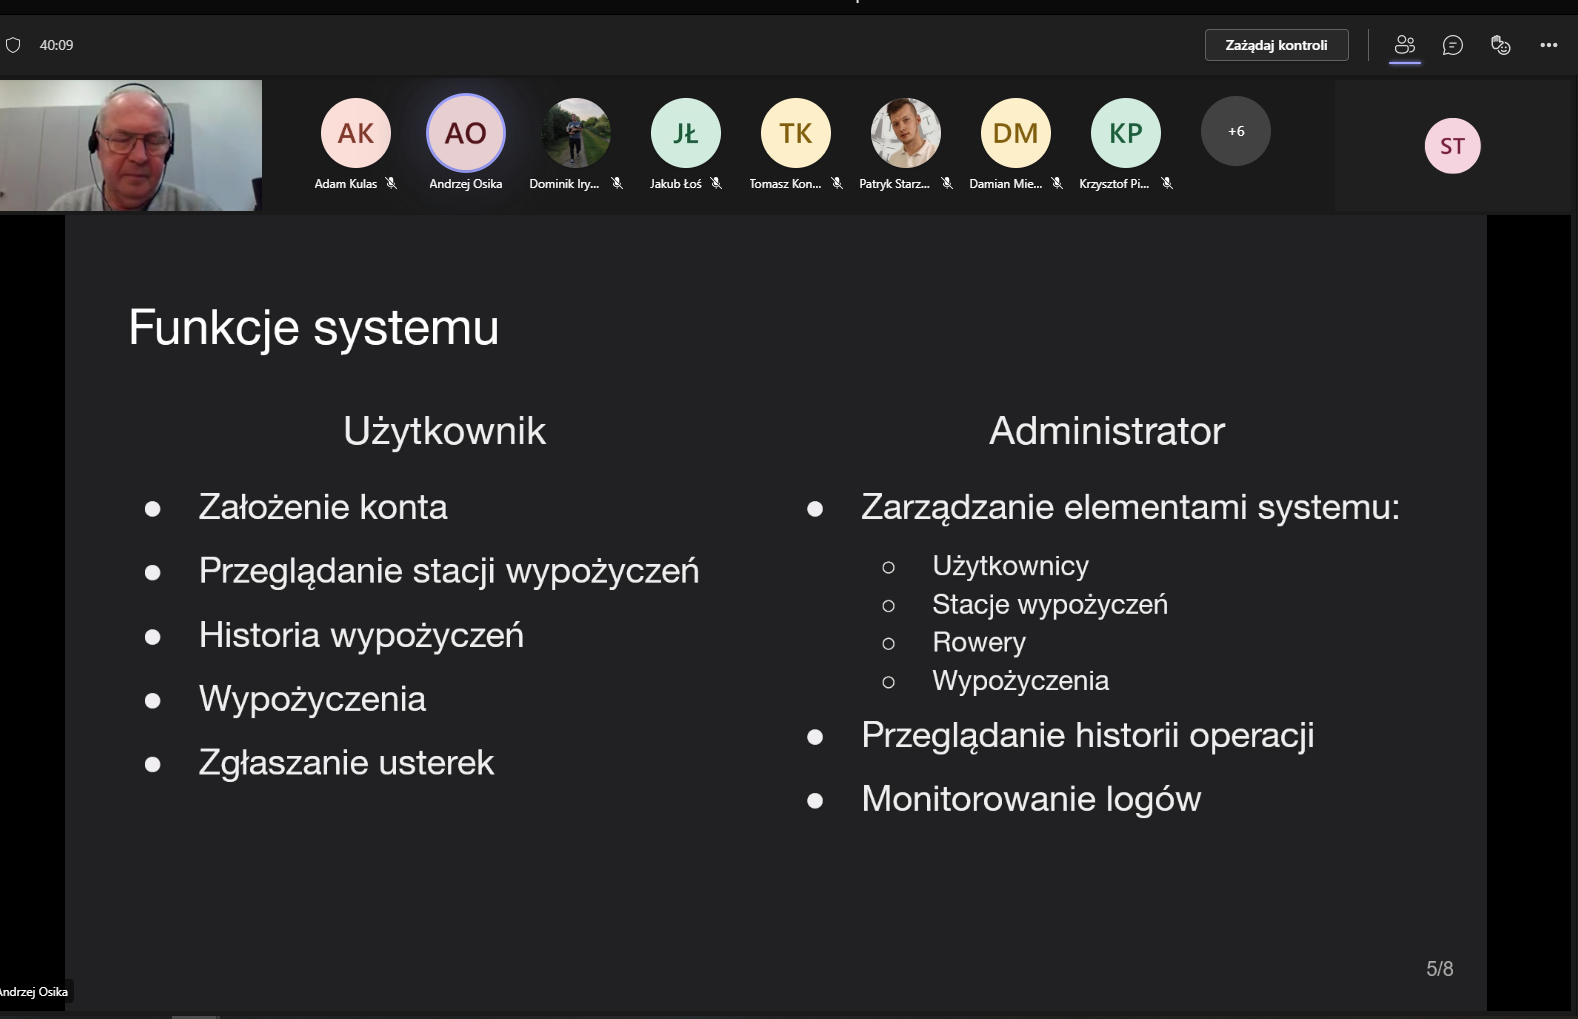 40:09
Zażądaj kontroli
AK
AO
JŁ
TK
DM
KP
+6
ST
Adam Kulas
Andrzej Osika
Dominik Iry...
Jakub Łoś
Tomasz Kon...
Patryk Starz...
Damian Mie...
Krzysztof Pi...
Funkcje systemu
Użytkownik
● Założenie konta
● Przeglądanie stacji wypożyczeń
● Historia wypożyczeń
● Wypożyczenia
● Zgłaszanie usterek
Administrator
● Zarządzanie elementami systemu:
○ Użytkownicy
○ Stacje wypożyczeń
○ Rowery
○ Wypożyczenia
● Przeglądanie historii operacji
● Monitorowanie logów
5/8
Andrzej Osika